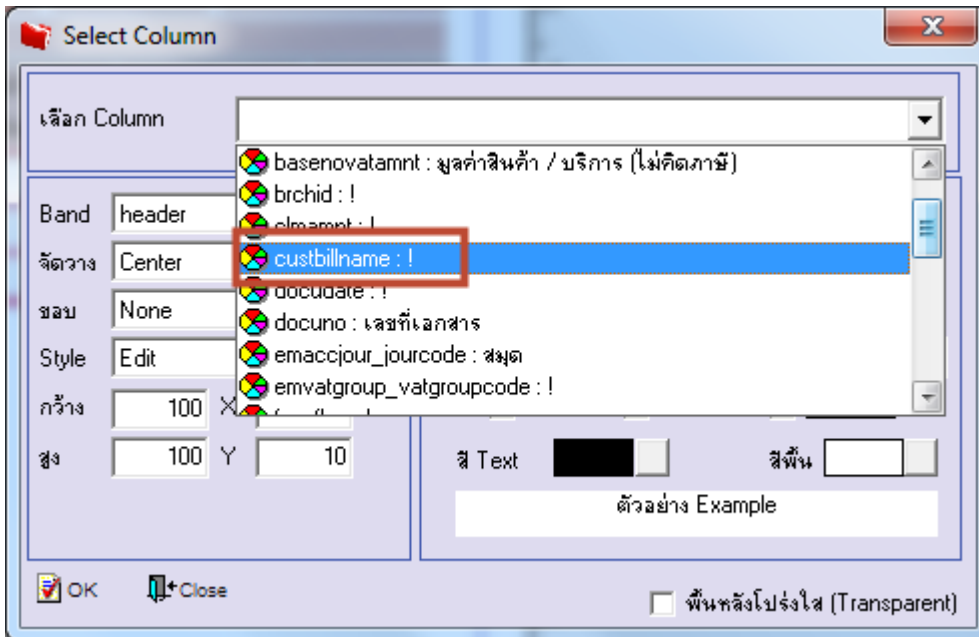 Select Column
เลือก Column
basenovatamnt : มูลค่าสินค้า / บริการ (ไม่คิดภาษี)
brchid : !
clmamnt : !
custbillname : !
docudate : !
docuno : เลขที่เอกสาร
emaccjour_jourcode : สมุด
emvatgroup_vatgroupcode : !
Band header
จัดวาง Center
ขอบ None
Style Edit
กว้าง 100 X
สูง 100 Y 10
สี Text
สีพื้น
ตัวอย่าง Example
OK
Close
พื้นหลังโปร่งใส (Transparent)